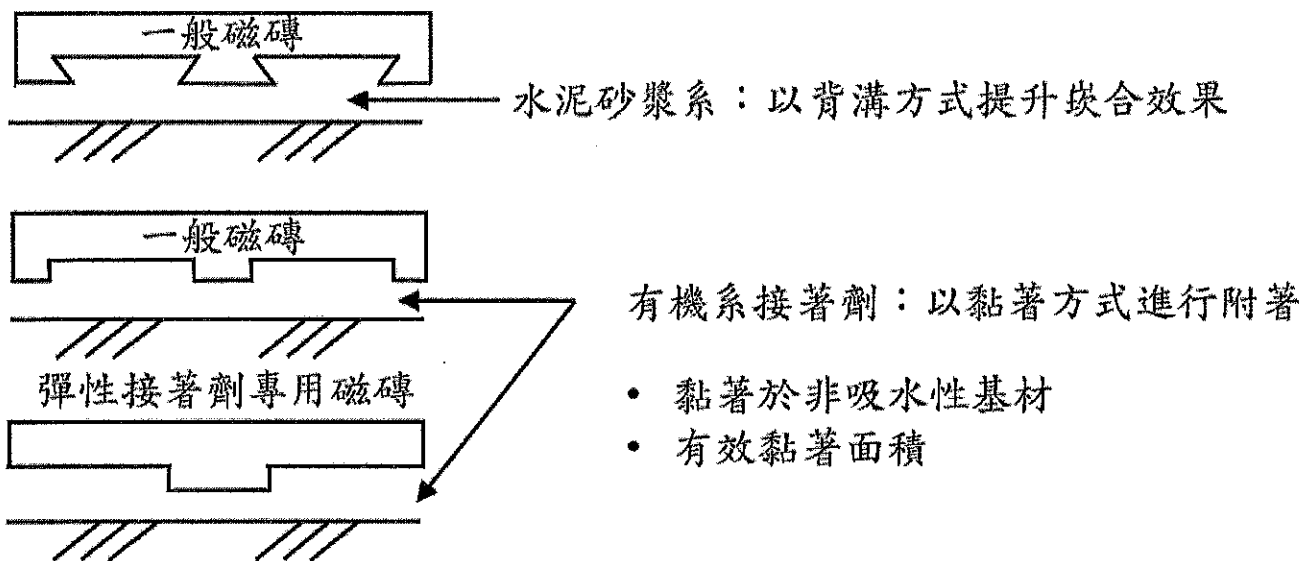 一般磁磚
水泥砂漿系：以背溝方式提升崁合效果
一般磁磚
有機系接著劑：以黏著方式進行附著
彈性接著劑專用磁磚
• 黏著於非吸水性基材
• 有效黏著面積